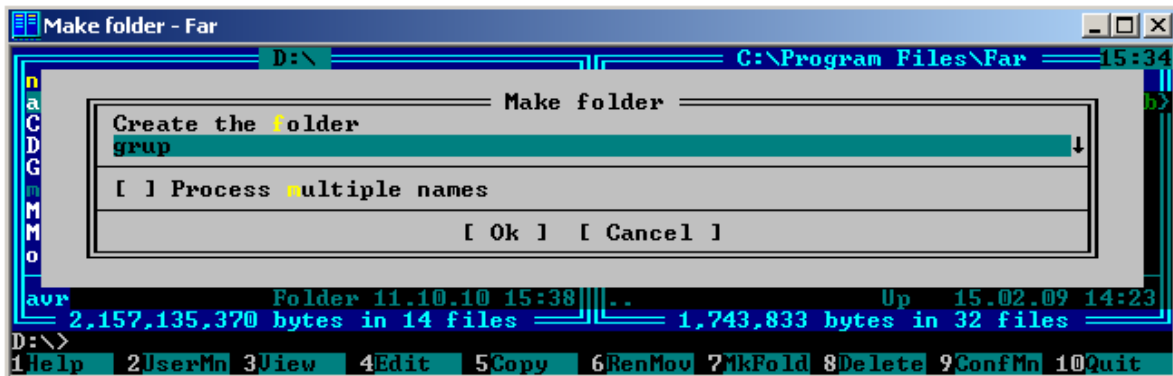 Make folder - Far
D:\ C:\Program Files\Far 15:34
n
a Make folder b>
C Create the folder
D grup
G
m [ ] Process multiple names
M
M [ Ok ] [ Cancel ]
o
avr Folder 11.10.10 15:38 .. Up 15.02.09 14:23
2,157,135,370 bytes in 14 files 1,743,833 bytes in 32 files
D:\>
1Help 2UserMn 3View 4Edit 5Copy 6RenMov 7MkFold 8Delete 9ConfMn 10Quit